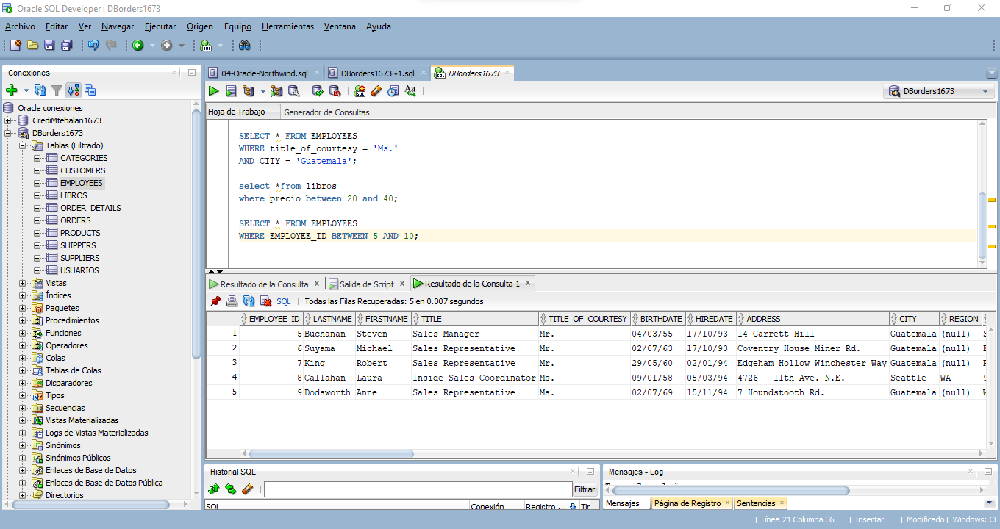 Oracle SQL Developer : DBorders1673
Archivo Editar Ver Navegar Ejecutar Origen Equipo Herramientas Ventana Ayuda
Conexiones
Oracle conexiones
CrediMtebalan1673
DBorders1673
Tablas (Filtrado)
CATEGORIES
CUSTOMERS
EMPLOYEES
LIBROS
ORDER_DETAILS
ORDERS
PRODUCTS
SHIPPERS
SUPPLIERS
USUARIOS
Vistas
Índices
Paquetes
Procedimientos
Funciones
Operadores
Colas
Tablas de Colas
Disparadores
Tipos
Secuencias
Vistas Materializadas
Logs de Vistas Materializadas
Sinónimos
Sinónimos Públicos
Enlaces de Base de Datos
Enlaces de Base de Datos Pública
Directorios
04-Oracle-Northwind.sql DBorders1673~1.sql DBorders1673
DBorders1673
Hoja de Trabajo Generador de Consultas
SELECT * FROM EMPLOYEES
WHERE title_of_courtesy = 'Ms.'
AND CITY = 'Guatemala';
select *from libros
where precio between 20 and 40;
SELECT * FROM EMPLOYEES
WHERE EMPLOYEE_ID BETWEEN 5 AND 10;
Resultado de la Consulta x Salida de Script x Resultado de la Consulta 1 x
SQL | Todas las Filas Recuperadas: 5 en 0.007 segundos
EMPLOYEE_ID LASTNAME FIRSTNAME TITLE TITLE_OF_COURTESY BIRTHDATE HIREDATE ADDRESS CITY REGION
1 5 Buchanan Steven Sales Manager Mr. 04/03/55 17/10/93 14 Garrett Hill Guatemala (null)
2 6 Suyama Michael Sales Representative Mr. 02/07/63 17/10/93 Coventry House Miner Rd. Guatemala (null)
3 7 King Robert Sales Representative Mr. 29/05/60 02/01/94 Edgeham Hollow Winchester Way Guatemala (null)
4 8 Callahan Laura Inside Sales Coordinator Ms. 09/01/58 05/03/94 4726 - 11th Ave. N.E. Seattle WA
5 9 Dodsworth Anne Sales Representative Ms. 02/07/69 15/11/94 7 Houndstooth Rd. Guatemala (null)
Historial SQL
Filtrar
SQL Conexión Registro ...
Mensajes - Log
Mensajes Página de Registro Sentencias
Línea 21 Columna 36 | Insertar | Modificado | Windows: